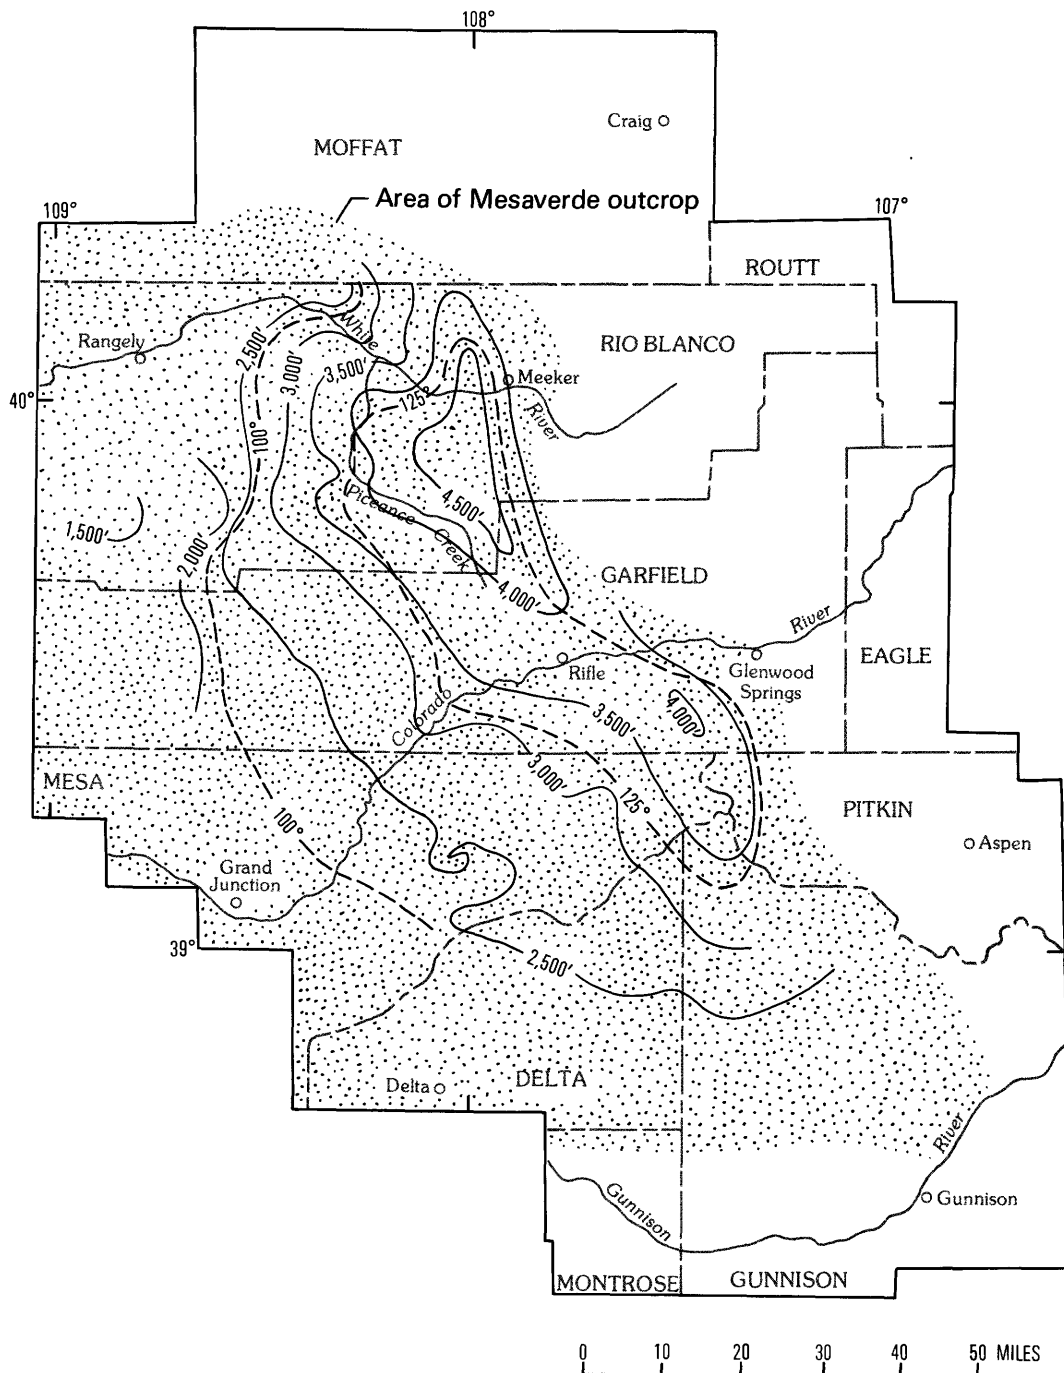 108°
Craig
MOFFAT
109°
Area of Mesaverde outcrop
107°
ROUTT
Rangely
2,500'
White
3,000'
3,500'
RIO BLANCO
Meeker
River
40°
125°
100°
4,500'
Piceance
Creek
1,500'
2,000'
4,000'
GARFIELD
River
EAGLE
Rifle
Glenwood
Springs
Colorado
3,500'
4,000'
3,000'
125°
MESA
100°
PITKIN
Aspen
Grand
Junction
39°
2,500'
Delta
DELTA
River
Gunnison
Gunnison
MONTROSE
GUNNISON
0 10 20 30 40 50 MILES